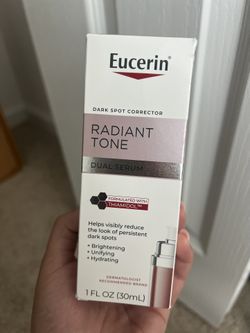 Eucerin®
DARK SPOT CORRECTOR
RADIANT
TONE
DUAL SERUM
FORMULATED WITH
THIAMIDOL™
Helps visibly reduce
the look of persistent
dark spots
+ Brightening
+ Unifying
+ Hydrating
DERMATOLOGIST
RECOMMENDED BRAND
1 FL OZ (30mL)